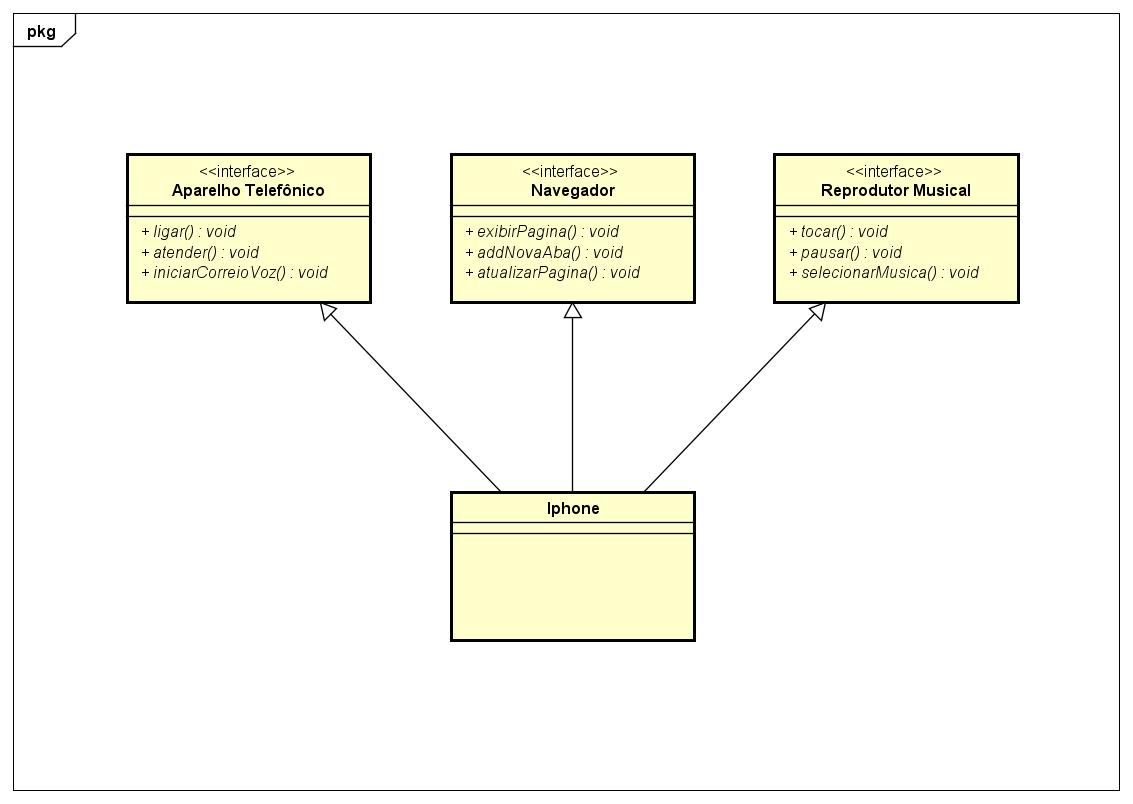 pkg
<<interface>>
Aparelho Telefônico
+ ligar() : void
+ atender() : void
+ iniciarCorreioVoz() : void
<<interface>>
Navegador
+ exibirPagina() : void
+ addNovaAba() : void
+ atualizarPagina() : void
<<interface>>
Reprodutor Musical
+ tocar() : void
+ pausar() : void
+ selecionarMusica() : void
Iphone